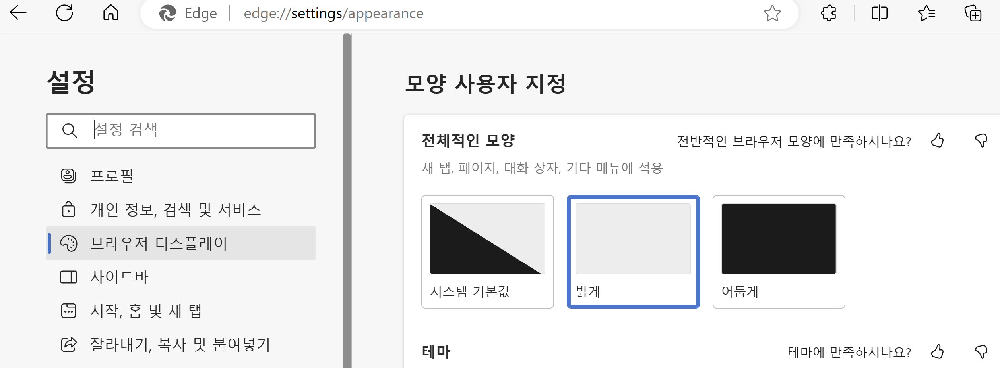 Edge
edge://settings/appearance
설정
설정 검색
프로필
개인 정보, 검색 및 서비스
브라우저 디스플레이
사이드바
시작, 홈 및 새 탭
잘라내기, 복사 및 붙여넣기
모양 사용자 지정
전체적인 모양
전반적인 브라우저 모양에 만족하시나요?
새 탭, 페이지, 대화 상자, 기타 메뉴에 적용
시스템 기본값
밝게
어둡게
테마
테마에 만족하시나요?